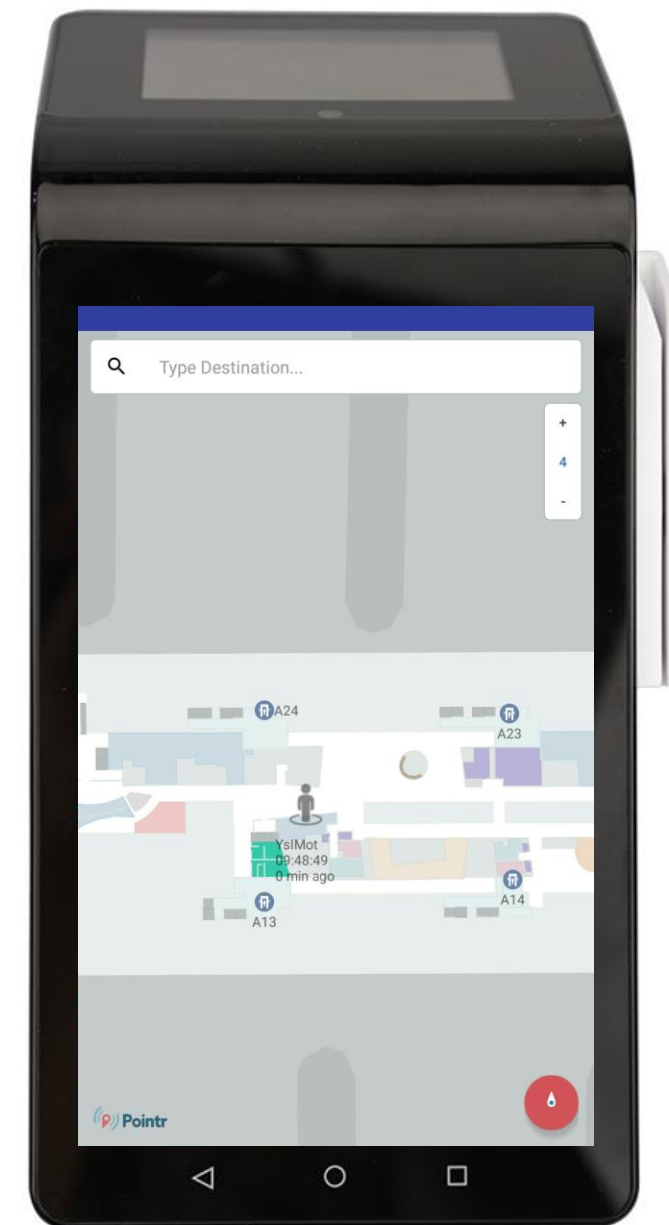 Type Destination...
+
4
-
A24
A23
YslMot
09:48:49
0 min ago
A13
A14
Pointr